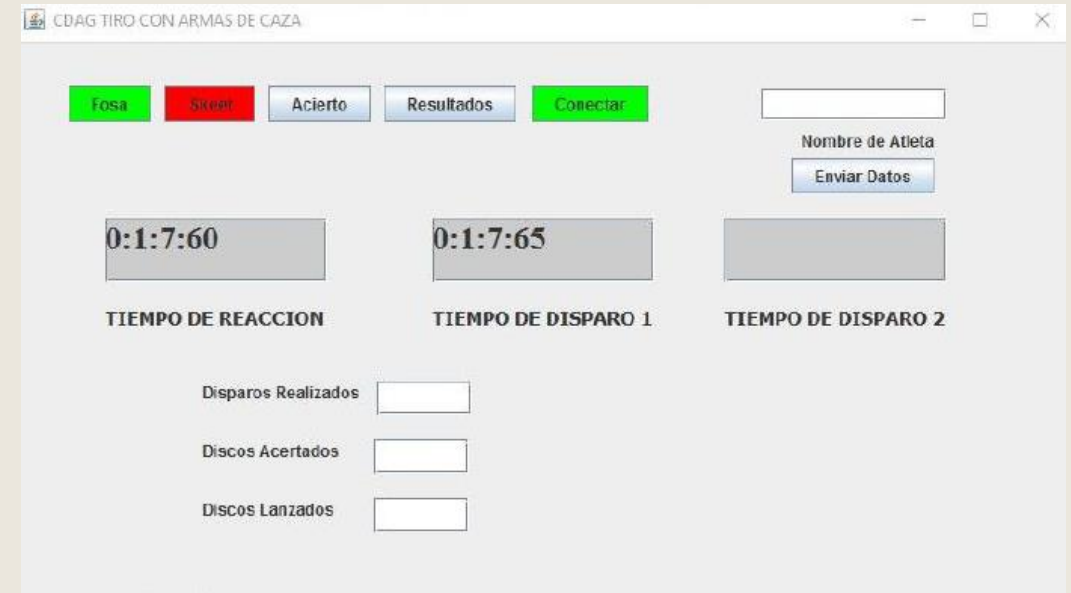 CDAG TIRO CON ARMAS DE CAZA
Fosa Skeet Acierto Resultados Conectar
Nombre de Atleta
Enviar Datos
0:1:7:60 0:1:7:65
TIEMPO DE REACCION TIEMPO DE DISPARO 1 TIEMPO DE DISPARO 2
Disparos Realizados
Discos Acertados
Discos Lanzados